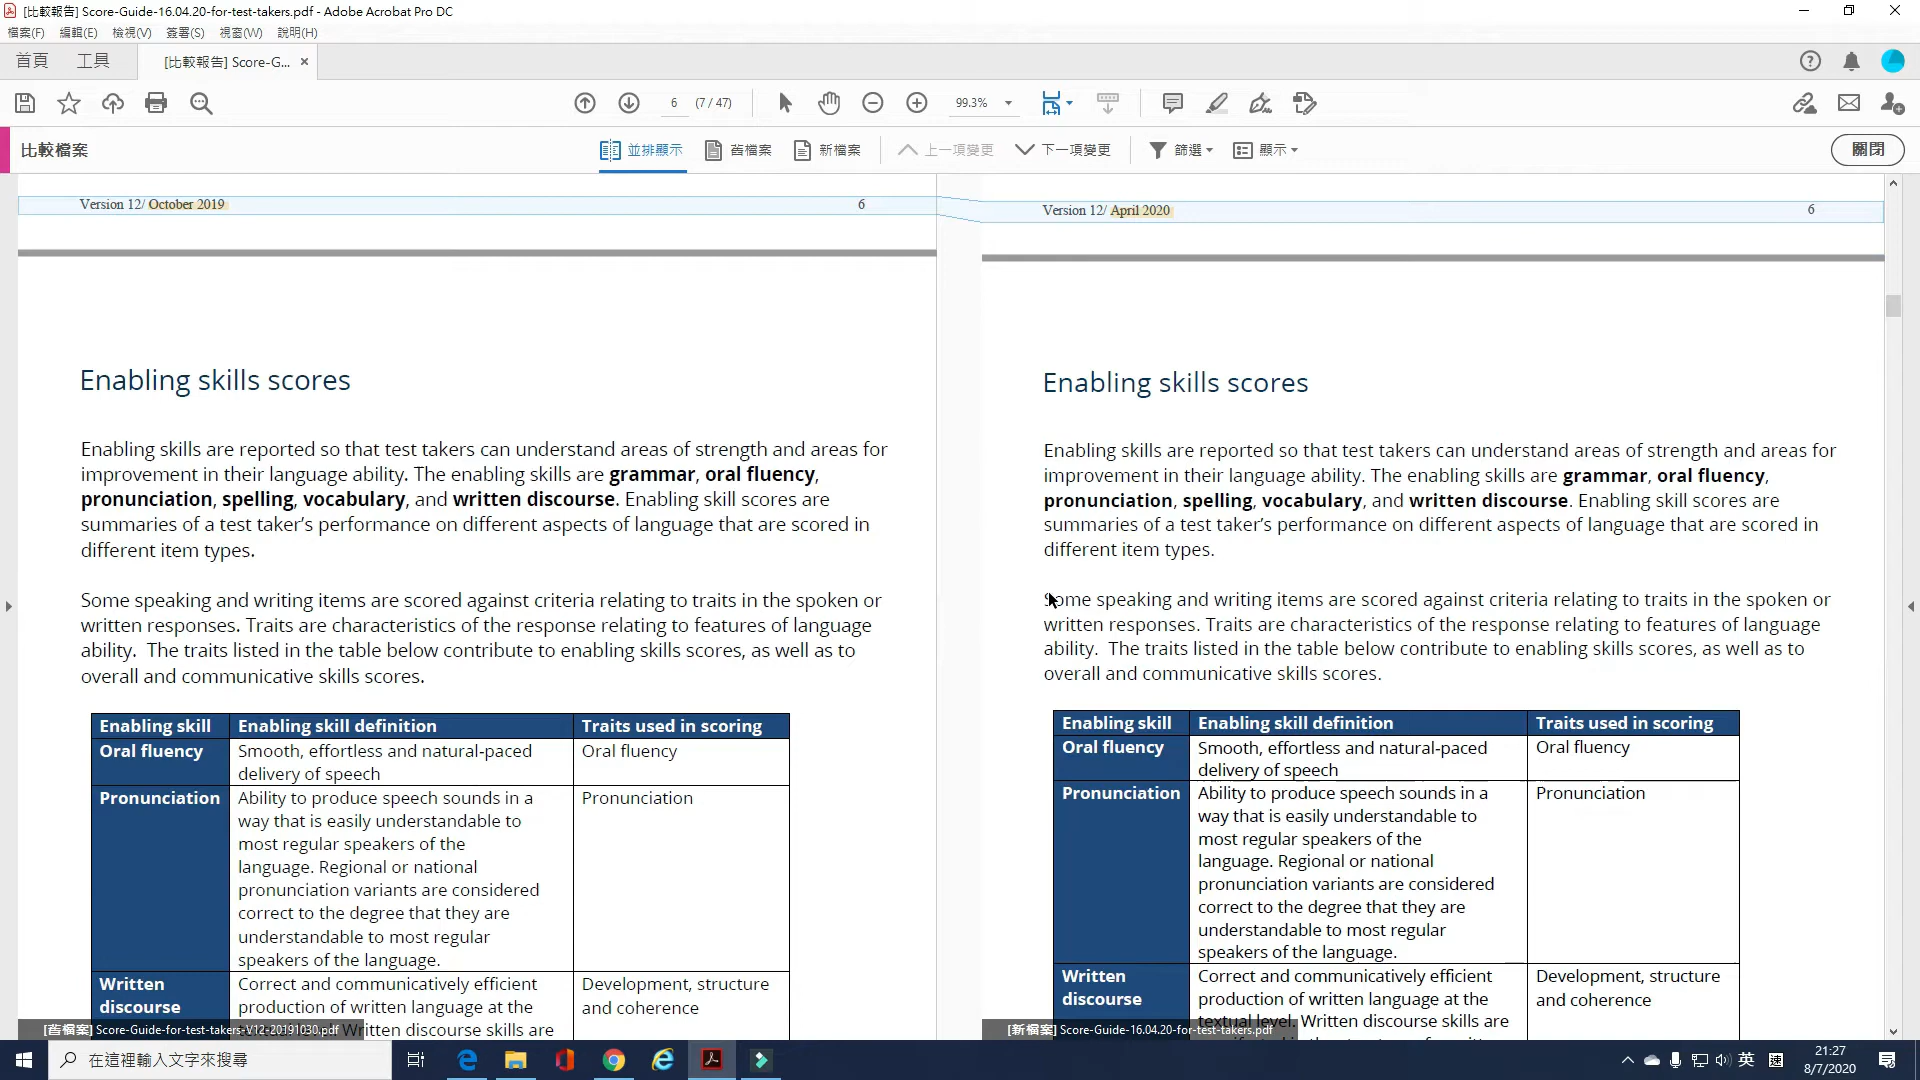 [比較報告] Score-Guide-16.04.20-for-test-takers.pdf - Adobe Acrobat Pro DC
檔案(F) 編輯(E) 檢視(V) 簽署(S) 視窗(W) 說明(H)
首頁 工具 [比較報告] Score-G... ×
6 (7 / 47) 99.3%
比較檔案 並排顯示 舊檔案 新檔案 上一項變更 下一項變更 篩選 顯示 關閉
Version 12/ October 2019 6
Enabling skills scores
Enabling skills are reported so that test takers can understand areas of strength and areas for
improvement in their language ability. The enabling skills are grammar, oral fluency,
pronunciation, spelling, vocabulary, and written discourse. Enabling skill scores are
summaries of a test taker's performance on different aspects of language that are scored in
different item types.
Some speaking and writing items are scored against criteria relating to traits in the spoken or
written responses. Traits are characteristics of the response relating to features of language
ability.  The traits listed in the table below contribute to enabling skills scores, as well as to
overall and communicative skills scores.
Enabling skill Enabling skill definition Traits used in scoring
Oral fluency Smooth, effortless and natural-paced Oral fluency
delivery of speech
Pronunciation Ability to produce speech sounds in a Pronunciation
way that is easily understandable to
most regular speakers of the
language. Regional or national
pronunciation variants are considered
correct to the degree that they are
understandable to most regular
speakers of the language.
Written Correct and communicatively efficient Development, structure
discourse production of written language at the and coherence
Written discourse skills are
[舊檔案] Score-Guide-for-test-takers-V12-20191030.pdf
Version 12/ April 2020 6
Enabling skills scores
Enabling skills are reported so that test takers can understand areas of strength and areas for
improvement in their language ability. The enabling skills are grammar, oral fluency,
pronunciation, spelling, vocabulary, and written discourse. Enabling skill scores are
summaries of a test taker's performance on different aspects of language that are scored in
different item types.
Some speaking and writing items are scored against criteria relating to traits in the spoken or
written responses. Traits are characteristics of the response relating to features of language
ability.  The traits listed in the table below contribute to enabling skills scores, as well as to
overall and communicative skills scores.
Enabling skill Enabling skill definition Traits used in scoring
Oral fluency Smooth, effortless and natural-paced Oral fluency
delivery of speech
Pronunciation Ability to produce speech sounds in a Pronunciation
way that is easily understandable to
most regular speakers of the
language. Regional or national
pronunciation variants are considered
correct to the degree that they are
understandable to most regular
speakers of the language.
Written Correct and communicatively efficient Development, structure
discourse production of written language at the and coherence
textual level. Written discourse skills are
[新檔案] Score-Guide-16.04.20-for-test-takers.pdf
在這裡輸入文字來搜尋
英
21:27
8/7/2020